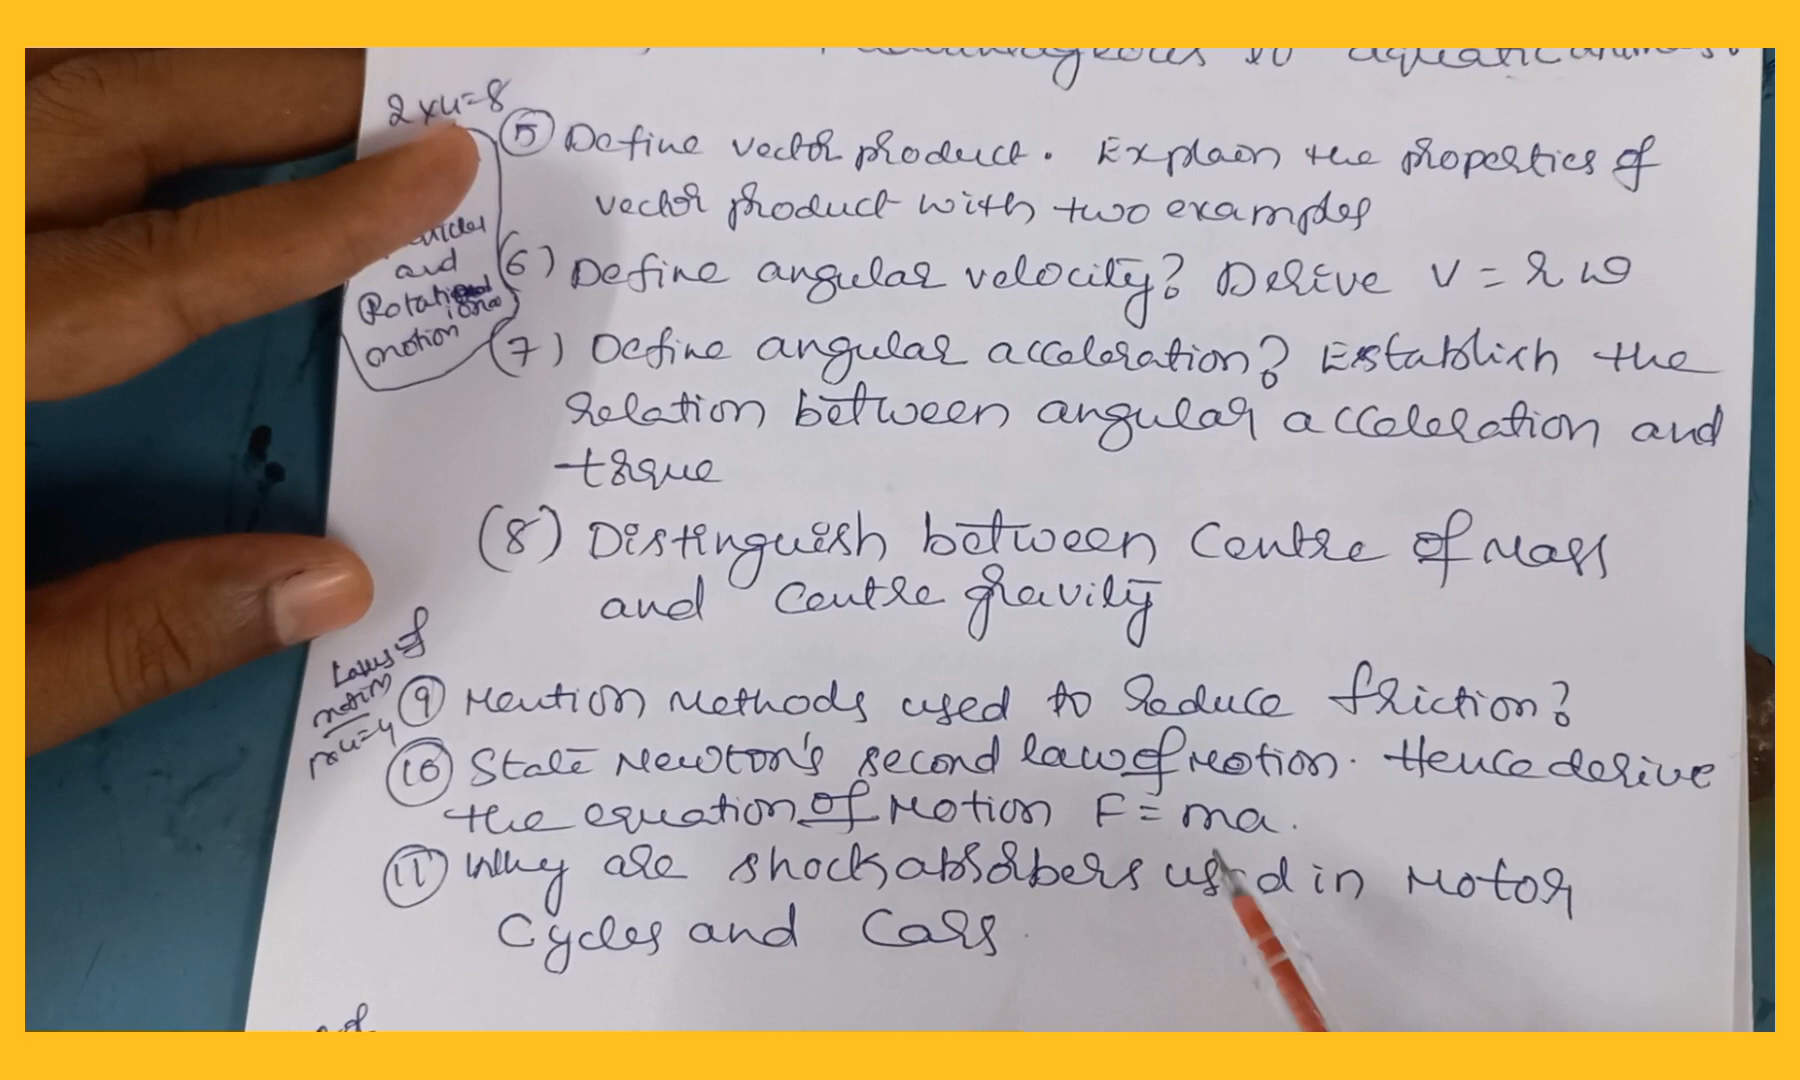 aquatic
2x4=8
5 Define vector product. Explain the properties of
vector product with two examples
and
Rotational
motion
(6) Define angular velocity? Derive V = r ω
(7) Define angular acceleration? Establish the
relation between angular acceleration and
trque
(8) Distinguish between Centre of Mass
and Centre gravity
Laws of
motion
9 Mention Methods used to reduce friction?
10 State Newton's second law of Motion. Hence derive
the equation of Motion F = ma.
11 Why are shock absorbers used in Motor
Cycles and Cars.